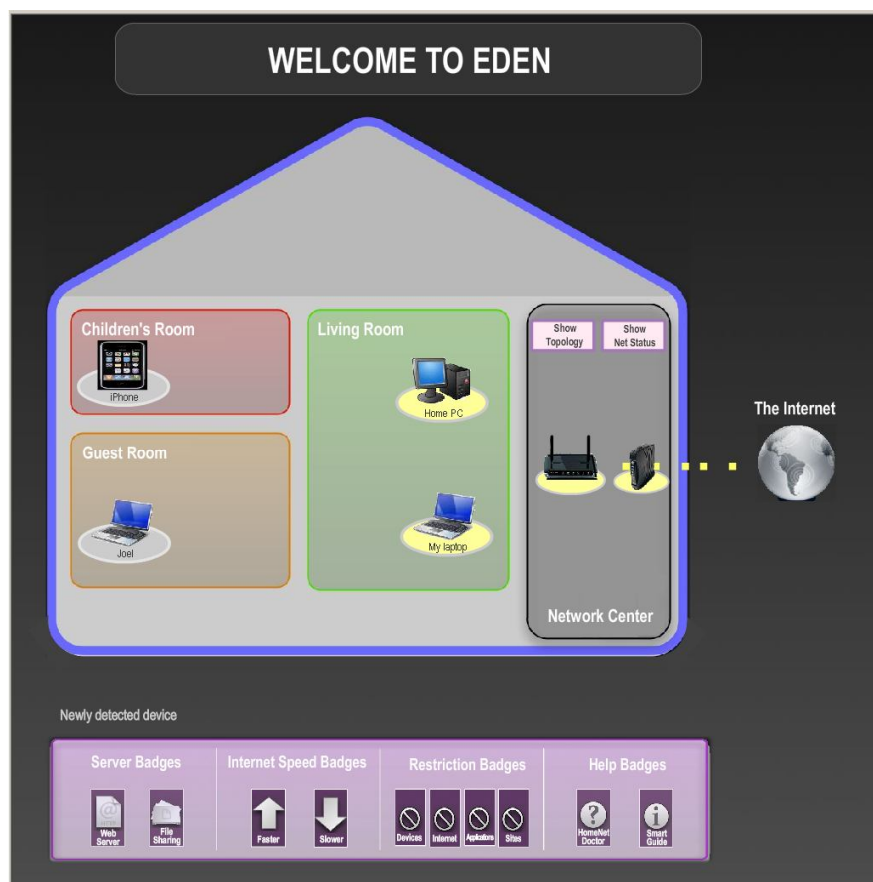 WELCOME TO EDEN
Children's Room
iPhone
Guest Room
Joel
Living Room
Home PC
My laptop
Show
Topology
Show
Net Status
Network Center
The Internet
Newly detected device
Server Badges
Web
Server
File
Sharing
Internet Speed Badges
Faster
Slower
Restriction Badges
Devices
Internet
Applications
Sites
Help Badges
HomeNet
Doctor
Smart
Guide